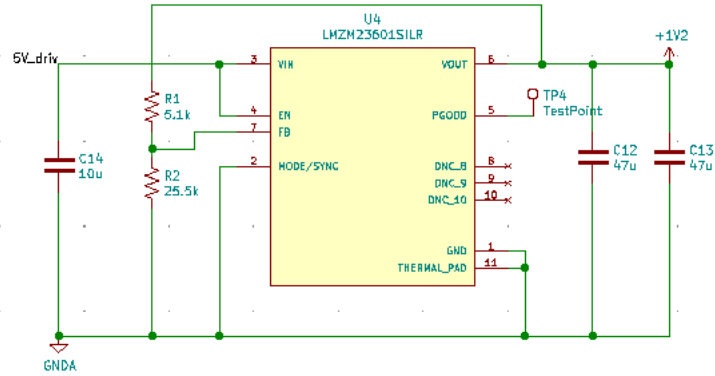 U4
LMZM23601SILR
5V_driv
3 VIN
VOUT 6
+1V2
R1
5.1k
4 EN
7 FB
PGOOD 5
TP4
TestPoint
C14
10u
R2
25.5k
2 MODE/SYNC
DNC_8 8
DNC_9 9
DNC_10 10
C12
47u
C13
47u
GND 1
THERMAL_PAD 11
GNDA